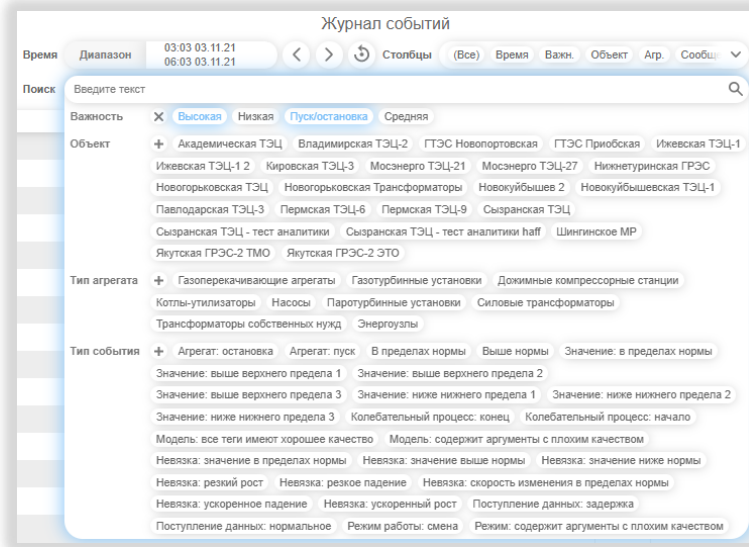 Журнал событий
Время Диапазон 03:03 03.11.21 06:03 03.11.21 Столбцы (Все) Время Важн. Объект Агр. Сообщ
Поиск Введите текст
Важность Высокая Низкая Пуск/остановка Средняя
Объект + Академическая ТЭЦ Владимирская ТЭЦ-2 ГТЭС Новопортовская ГТЭС Приобская Ижевская ТЭЦ-1
Ижевская ТЭЦ-1 2 Кировская ТЭЦ-3 Мосэнерго ТЭЦ-21 Мосэнерго ТЭЦ-27 Нижнетуринская ГРЭС
Новогорьковская ТЭЦ Новогорьковская Трансформаторы Новокуйбышев 2 Новокуйбышевская ТЭЦ-1
Павлодарская ТЭЦ-3 Пермская ТЭЦ-6 Пермская ТЭЦ-9 Сызранская ТЭЦ
Сызранская ТЭЦ - тест аналитики Сызранская ТЭЦ - тест аналитики haff Шингинское МР
Якутская ГРЭС-2 ТМО Якутская ГРЭС-2 ЭТО
Тип агрегата + Газоперекачивающие агрегаты Газотурбинные установки Дожимные компрессорные станции
Котлы-утилизаторы Насосы Паротурбинные установки Силовые трансформаторы
Трансформаторы собственных нужд Энергоузлы
Тип события + Агрегат: остановка Агрегат: пуск В пределах нормы Выше нормы Значение: в пределах нормы
Значение: выше верхнего предела 1 Значение: выше верхнего предела 2
Значение: выше верхнего предела 3 Значение: ниже нижнего предела 1 Значение: ниже нижнего предела 2
Значение: ниже нижнего предела 3 Колебательный процесс: конец Колебательный процесс: начало
Модель: все теги имеют хорошее качество Модель: содержит аргументы с плохим качеством
Невязка: значение в пределах нормы Невязка: значение выше нормы Невязка: значение ниже нормы
Невязка: резкий рост Невязка: резкое падение Невязка: скорость изменения в пределах нормы
Невязка: ускоренное падение Невязка: ускоренный рост Поступление данных: задержка
Поступление данных: нормальное Режим работы: смена Режим: содержит аргументы с плохим качеством